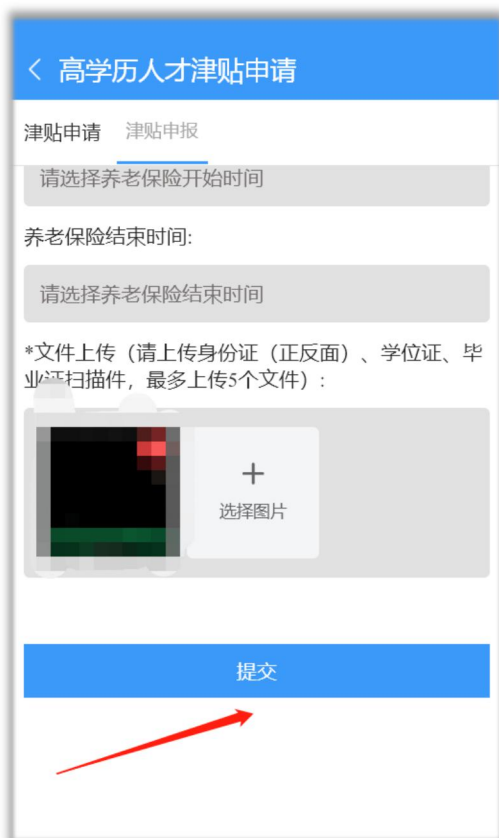 高学历人才津贴申请
津贴申请 津贴申报
请选择养老保险开始时间
养老保险结束时间:
请选择养老保险结束时间
*文件上传（请上传身份证（正反面）、学位证、毕
业证扫描件，最多上传5个文件）:
选择图片
提交